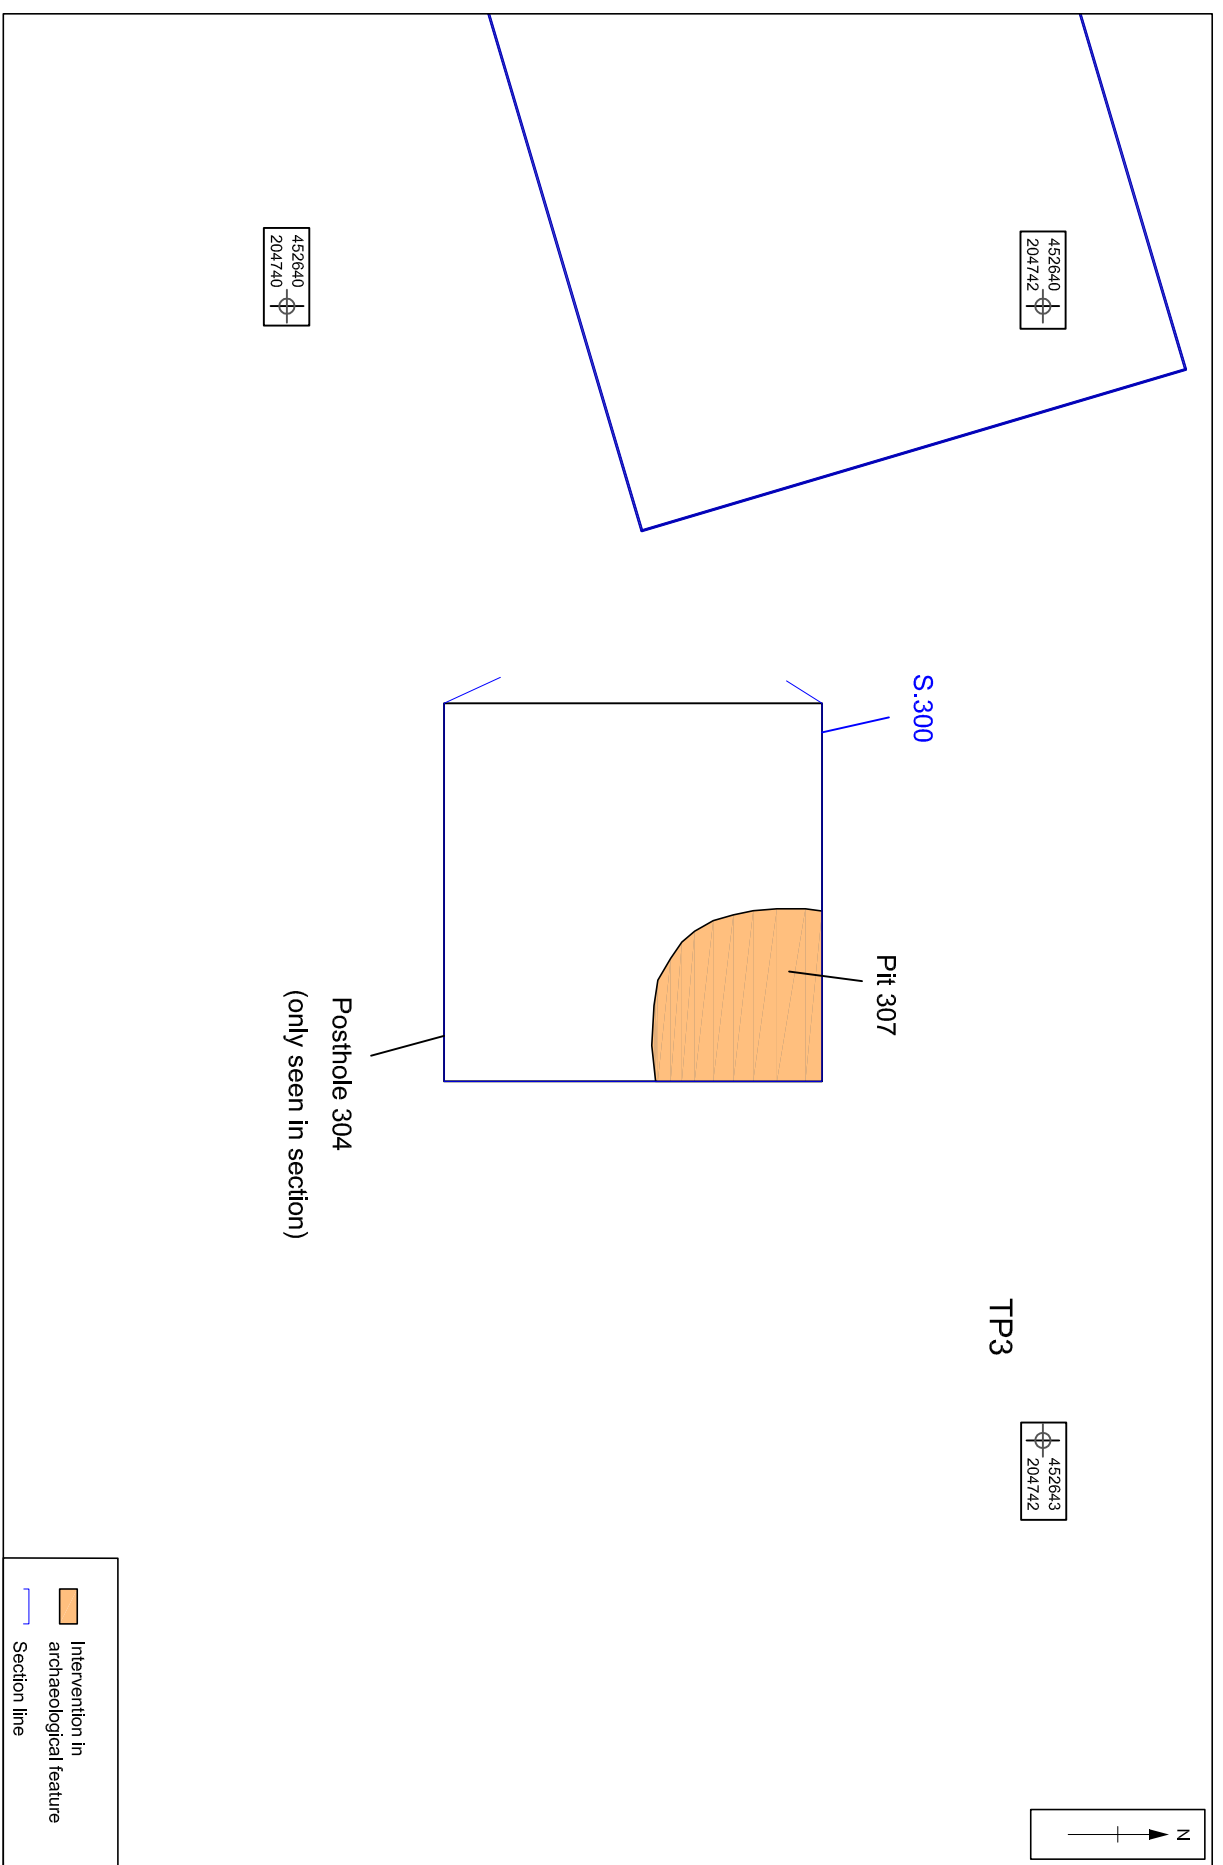 N
452640
204742
452643
204742
TP3
S.300
Pit 307
Posthole 304
(only seen in section)
452640
204740
Intervention in
archaeological feature
Section line